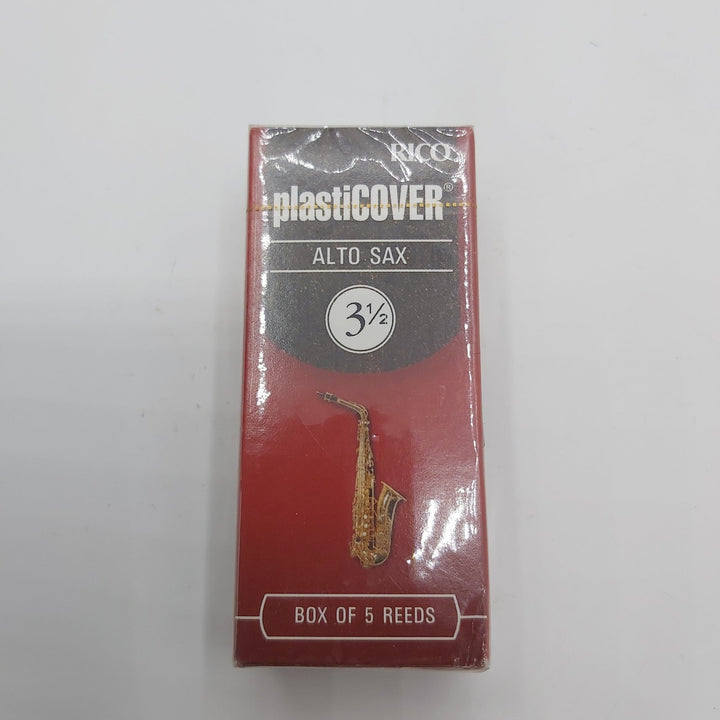 RICO
plastiCOVER®
ALTO SAX
3½
BOX OF 5 REEDS